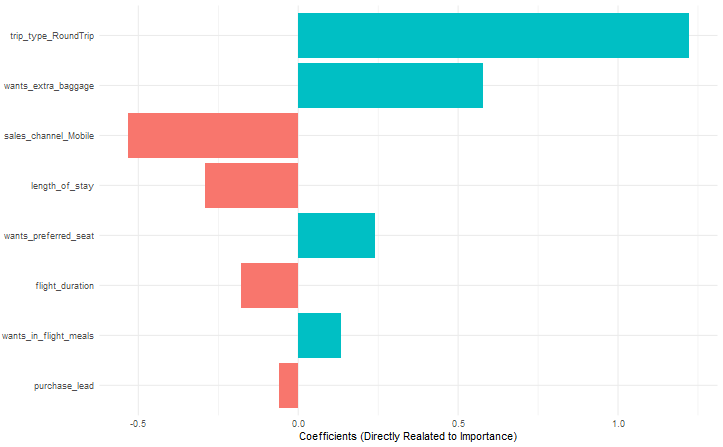 trip_type_RoundTrip
wants_extra_baggage
sales_channel_Mobile
length_of_stay
wants_preferred_seat
flight_duration
wants_in_flight_meals
purchase_lead
-0.5 0.0 0.5 1.0
Coefficients (Directly Realated to Importance)